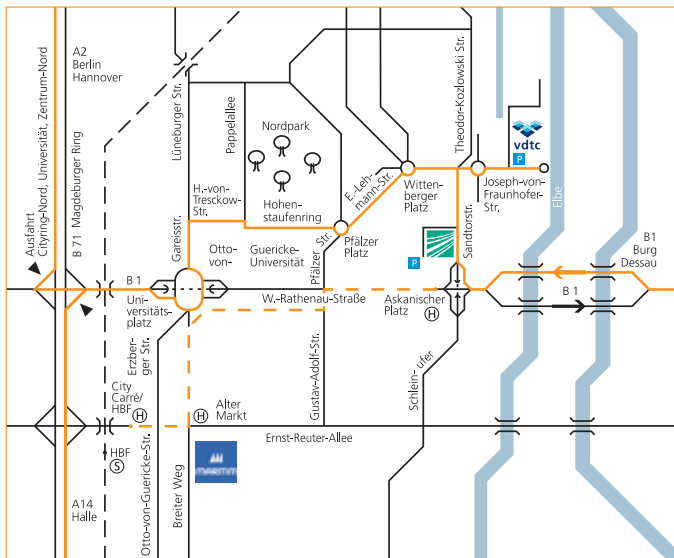 A2
Berlin
Hannover
Ausfahrt
Cityring-Nord, Universität, Zentrum-Nord
B 71 Magdeburger Ring
Lüneburger Str.
Pappelallee
Nordpark
Hohen-
staufenring
H.-von-
Tresckow-
Str.
Gareisstr.
Otto-
von-
Guericke-
Universität
Pfälzer
Platz
Pfälzer Str.
E.-Leh-
mann-Str.
Witten-
berger
Platz
Theodor-Kozlowski Str.
vdtc
P
Joseph-von-
Fraunhofer-
Str.
Elbe
Sandtorstr.
P
B1
Burg
Dessau
B 1
B 1
Uni-
versitäts-
platz
W.-Rathenau-Straße
Askanischer
Platz
H
Erzber-
ger Str.
City
Carré/
HBF
H
H
Alter
Markt
Gustav-Adolf-Str.
Schlein-
ufer
Ernst-Reuter-Allee
HBF
S
A14
Halle
Otto-von-Guericke-Str.
Breiter Weg
MARITIM